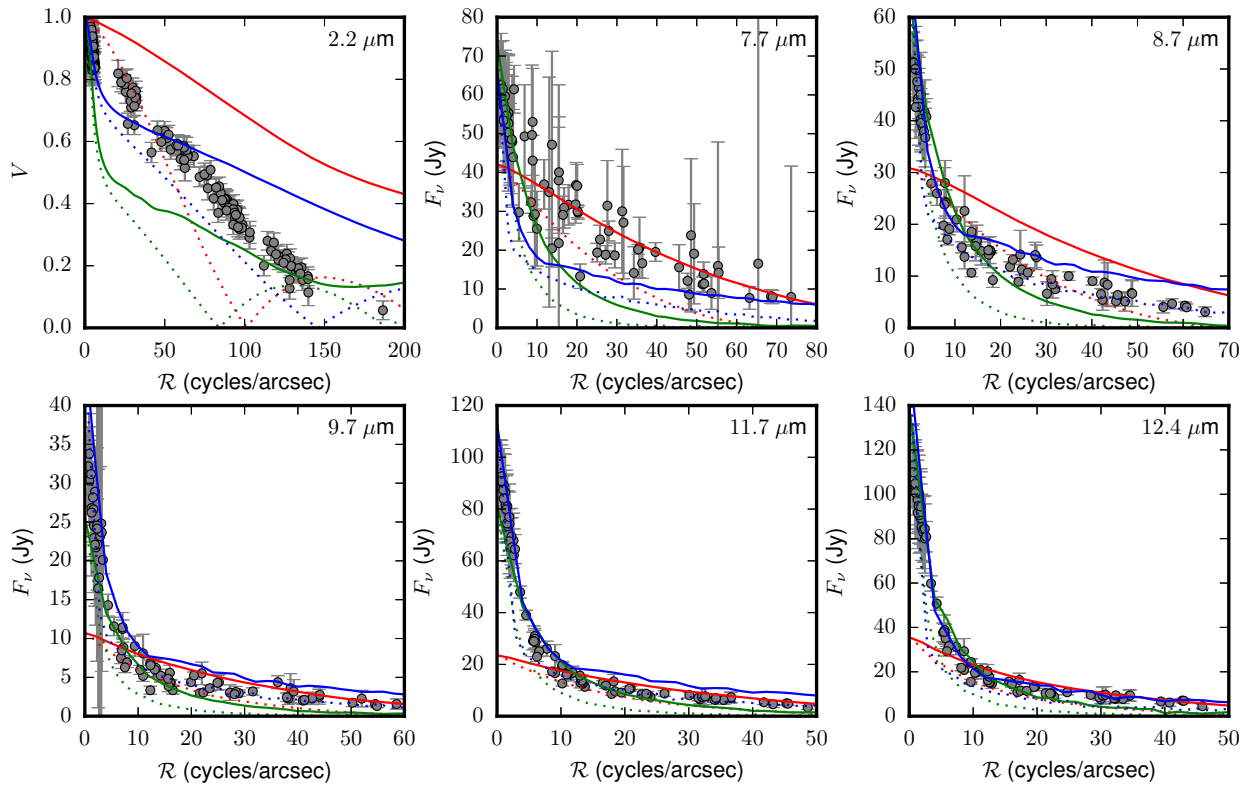 1.0
0.8
0.6
0.4
0.2
0.0
V
2.2 μm
0 50 100 150 200
R (cycles/arcsec)
80
70
60
50
40
30
20
10
0
Fν (Jy)
7.7 μm
0 10 20 30 40 50 60 70 80
R (cycles/arcsec)
60
50
40
30
20
10
0
Fν (Jy)
8.7 μm
0 10 20 30 40 50 60 70
R (cycles/arcsec)
40
35
30
25
20
15
10
5
0
Fν (Jy)
9.7 μm
0 10 20 30 40 50 60
R (cycles/arcsec)
120
100
80
60
40
20
0
Fν (Jy)
11.7 μm
0 10 20 30 40 50
R (cycles/arcsec)
140
120
100
80
60
40
20
0
Fν (Jy)
12.4 μm
0 10 20 30 40 50
R (cycles/arcsec)